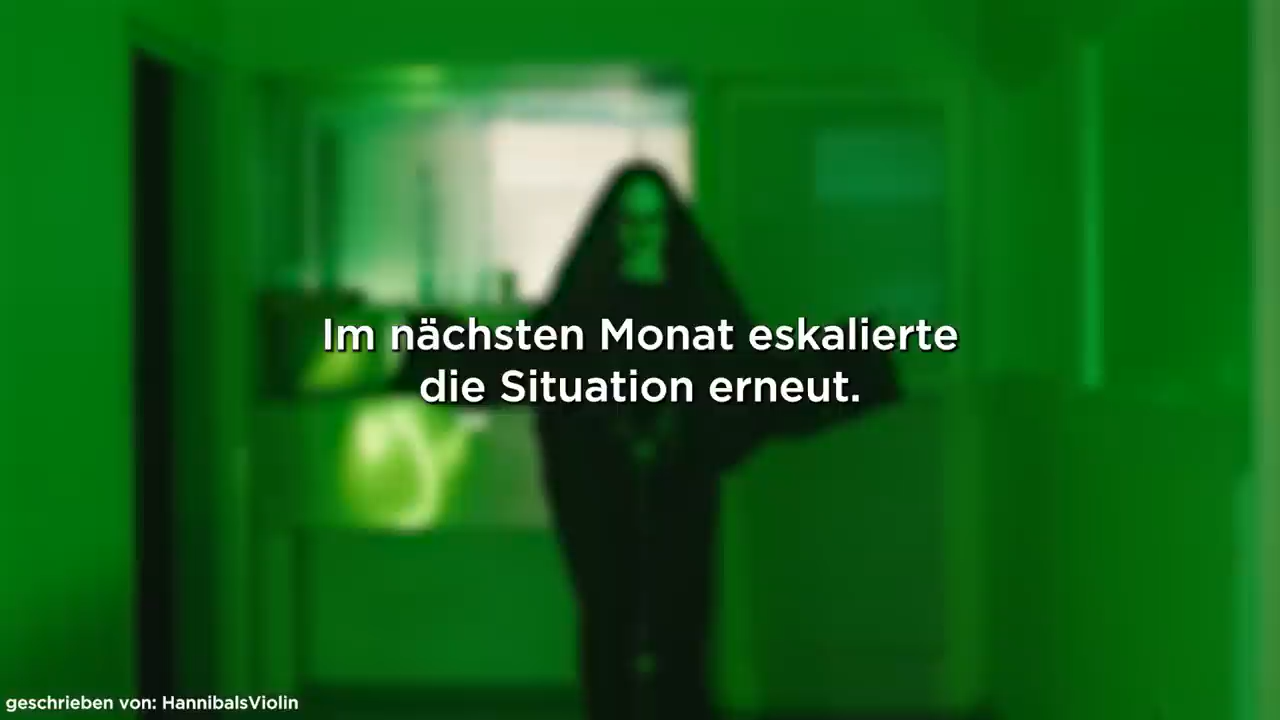 Im nächsten Monat eskalierte
die Situation erneut.
geschrieben von: HannibalsViolin